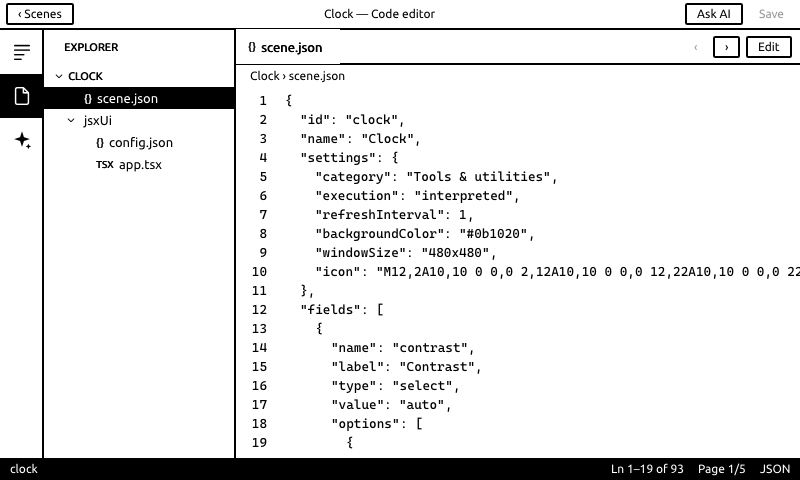 ‹ Scenes
Clock — Code editor
Ask AI
Save
EXPLORER
CLOCK
{} scene.json
jsxUi
{} config.json
TSX app.tsx
{} scene.json
‹
›
Edit
Clock › scene.json
1 {
2 "id": "clock",
3 "name": "Clock",
4 "settings": {
5 "category": "Tools & utilities",
6 "execution": "interpreted",
7 "refreshInterval": 1,
8 "backgroundColor": "#0b1020",
9 "windowSize": "480x480",
10 "icon": "M12,2A10,10 0 0,0 2,12A10,10 0 0,0 12,22A10,10 0 0,0 22
11 },
12 "fields": [
13 {
14 "name": "contrast",
15 "label": "Contrast",
16 "type": "select",
17 "value": "auto",
18 "options": [
19 {
clock
Ln 1–19 of 93
Page 1/5
JSON